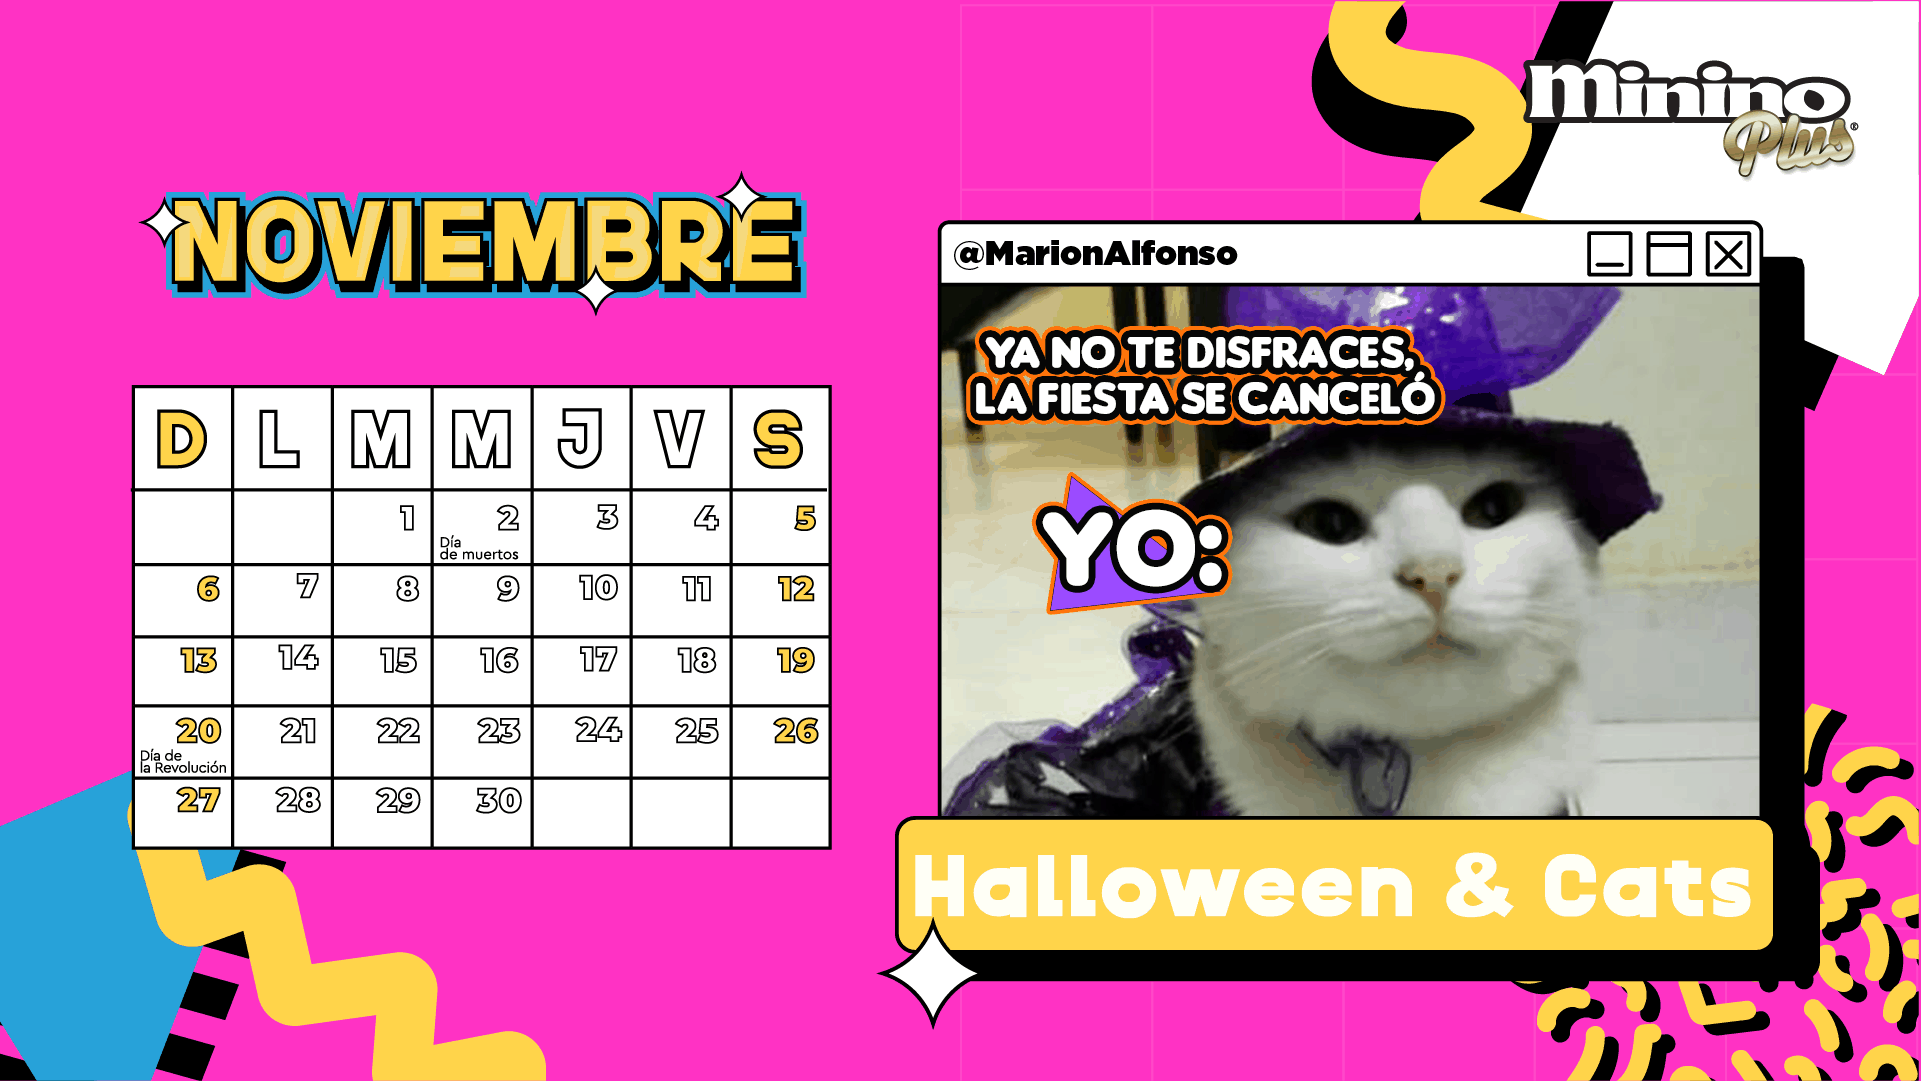 minino
Plus®
NOVIEMBRE
D L M M J V S
1 2 3 4 5
Día
de muertos
6 7 8 9 10 11 12
13 14 15 16 17 18 19
20 21 22 23 24 25 26
Día de
la Revolución
27 28 29 30
@MarionAlfonso
YA NO TE DISFRACES,
LA FIESTA SE CANCELÓ
YO:
Halloween & Cats